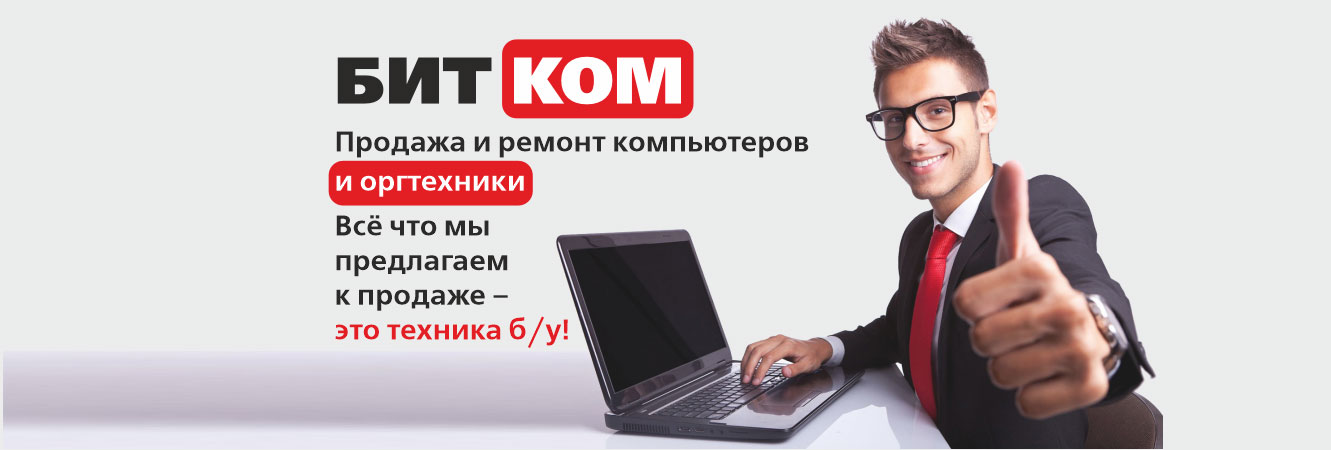 БИТ КОМ
Продажа и ремонт компьютеров
и оргтехники
Всё что мы
предлагаем
к продаже –
это техника б/у!